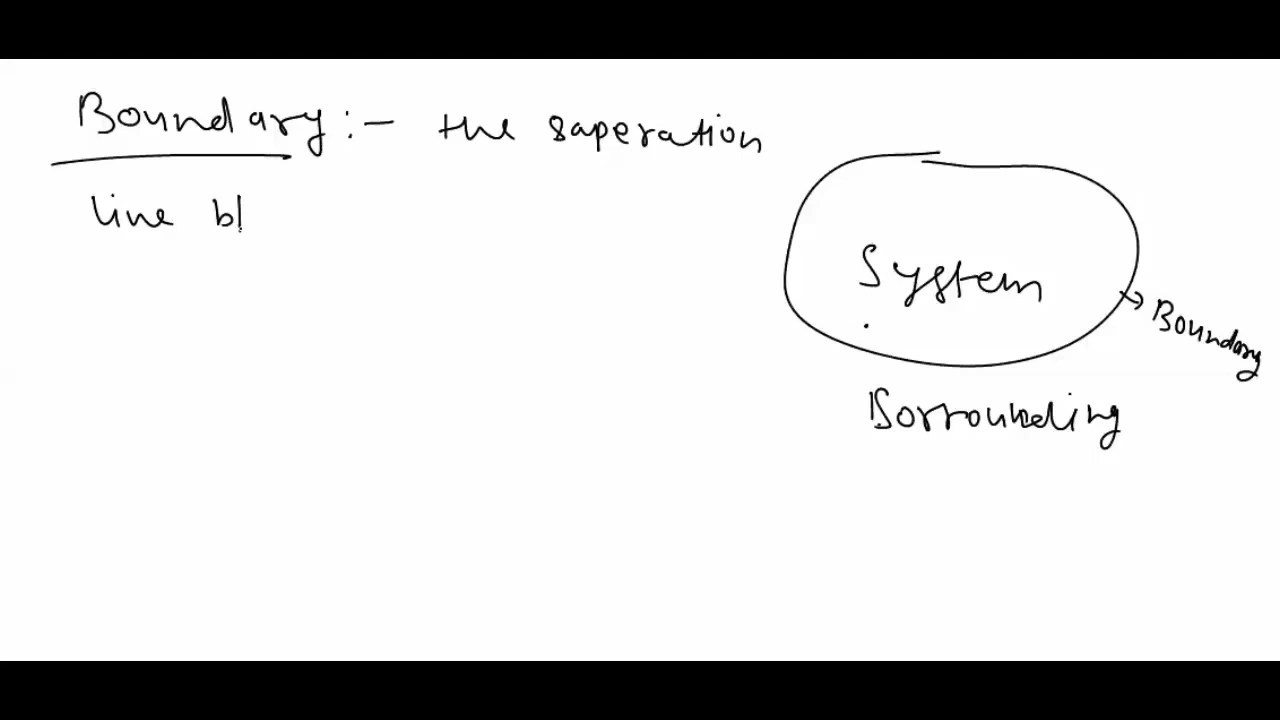 Boundary :- the saperation
line b/
System
Boundary
Sorrounding